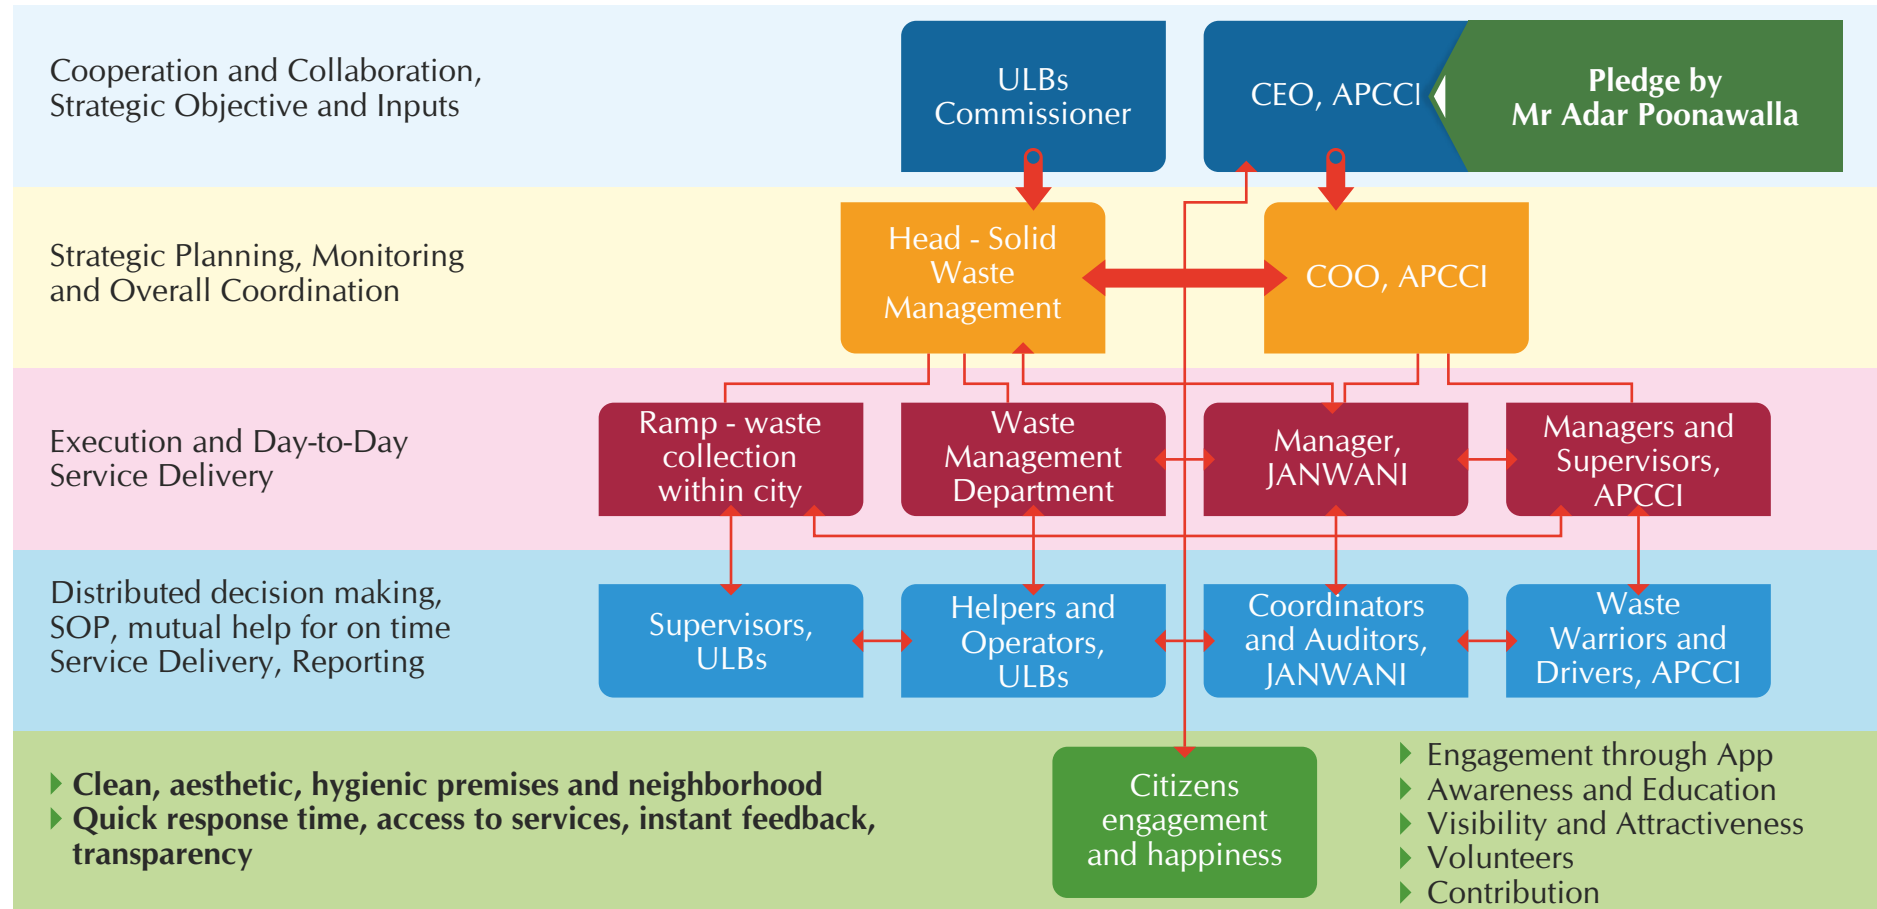 Cooperation and Collaboration,
Strategic Objective and Inputs
ULBs
Commissioner
CEO, APCCI
Pledge by
Mr Adar Poonawalla
Strategic Planning, Monitoring
and Overall Coordination
Head - Solid
Waste
Management
COO, APCCI
Execution and Day-to-Day
Service Delivery
Ramp - waste
collection
within city
Waste
Management
Department
Manager,
JANWANI
Managers and
Supervisors,
APCCI
Distributed decision making,
SOP, mutual help for on time
Service Delivery, Reporting
Supervisors,
ULBs
Helpers and
Operators,
ULBs
Coordinators
and Auditors,
JANWANI
Waste
Warriors and
Drivers, APCCI
Clean, aesthetic, hygienic premises and neighborhood
Quick response time, access to services, instant feedback,
transparency
Citizens
engagement
and happiness
Engagement through App
Awareness and Education
Visibility and Attractiveness
Volunteers
Contribution